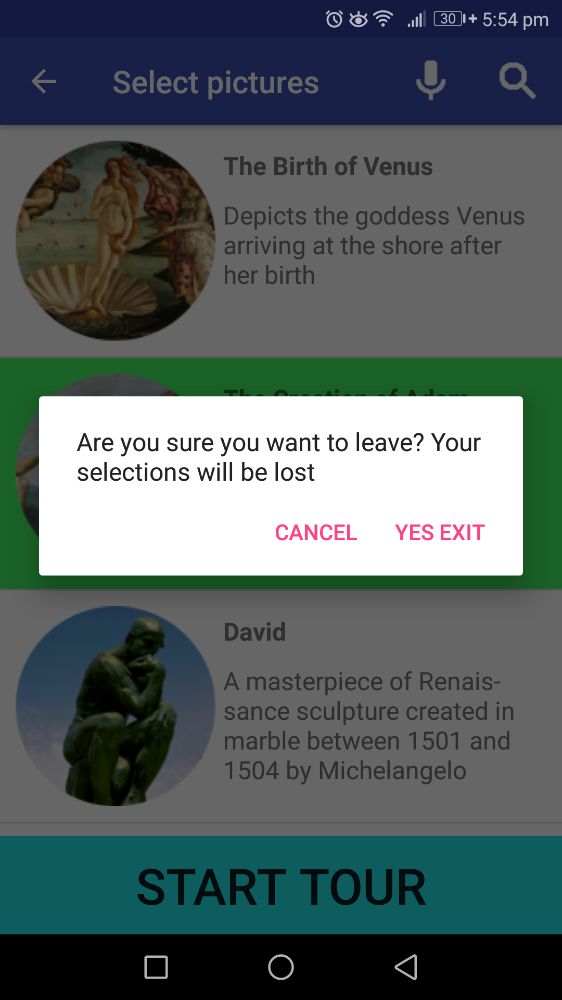 30 5:54 pm
Select pictures
The Birth of Venus
Depicts the goddess Venus
arriving at the shore after
her birth
The Creation of Adam
Are you sure you want to leave? Your
selections will be lost
CANCEL YES EXIT
David
A masterpiece of Renais-
sance sculpture created in
marble between 1501 and
1504 by Michelangelo
START TOUR